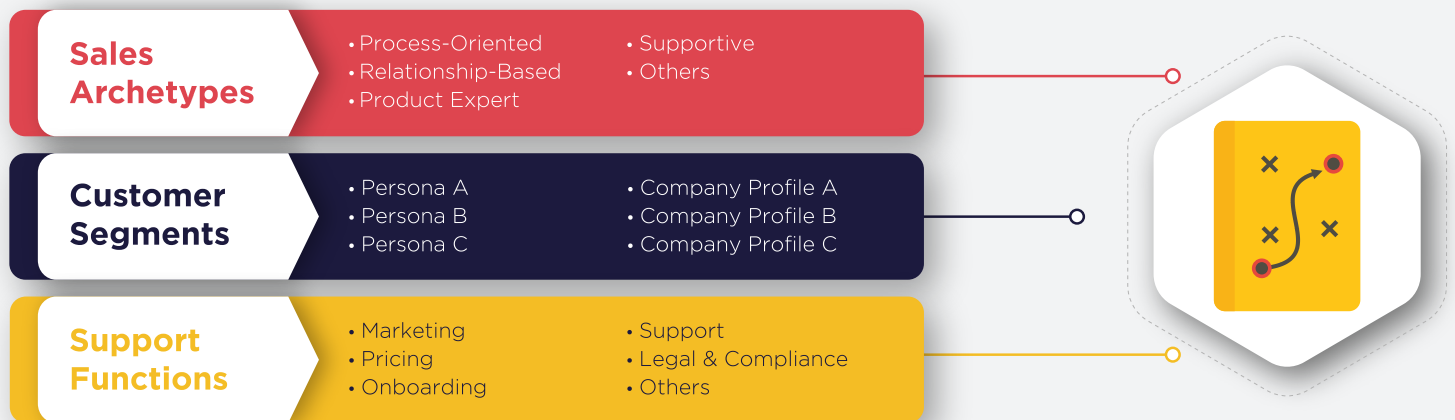 Sales
Archetypes
• Process-Oriented
• Relationship-Based
• Product Expert
• Supportive
• Others
Customer
Segments
• Persona A
• Persona B
• Persona C
• Company Profile A
• Company Profile B
• Company Profile C
Support
Functions
• Marketing
• Pricing
• Onboarding
• Support
• Legal & Compliance
• Others